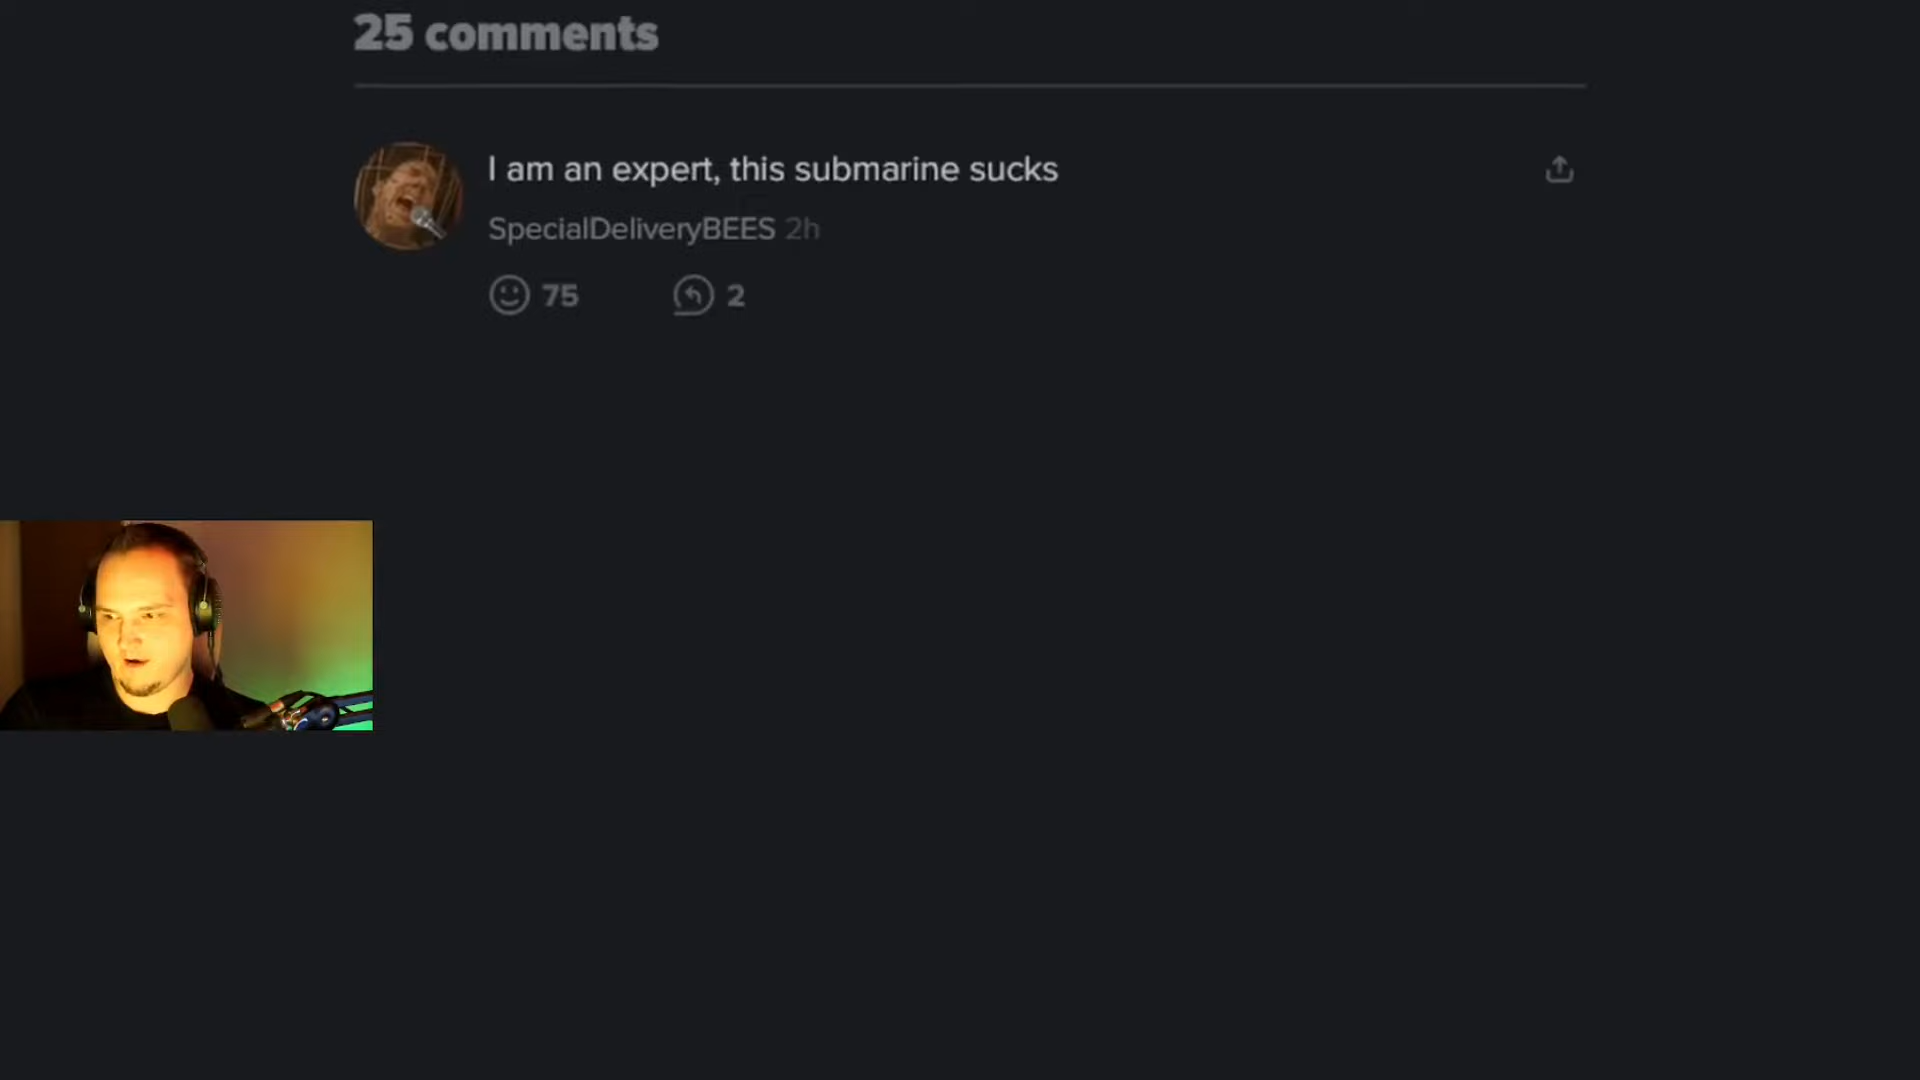 25 comments
I am an expert, this submarine sucks
SpecialDeliveryBEES 2h
75 2